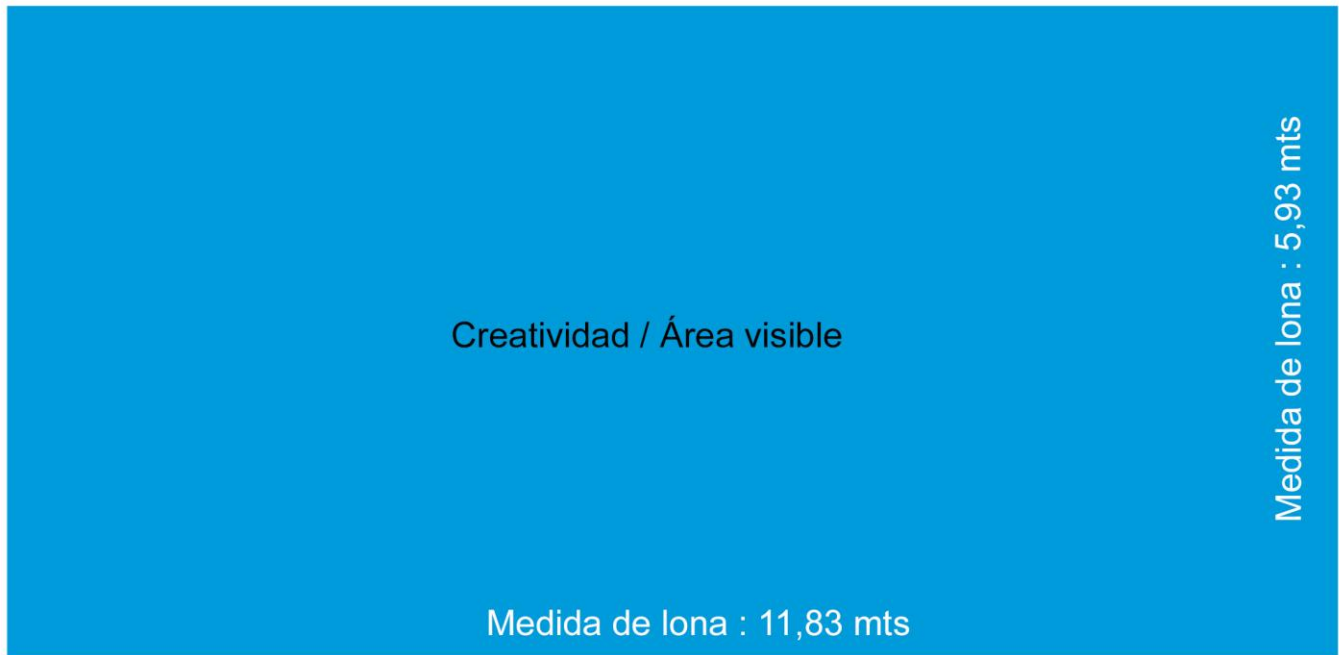 Creatividad / Área visible
Medida de lona : 5,93 mts
Medida de lona : 11,83 mts